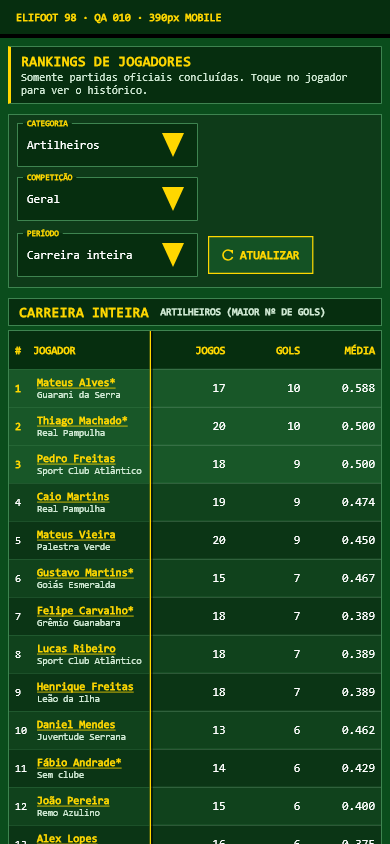 ELIFOOT 98 · QA 010 · 390px MOBILE
RANKINGS DE JOGADORES
Somente partidas oficiais concluídas. Toque no jogador
para ver o histórico.
CATEGORIA
Artilheiros
COMPETIÇÃO
Geral
PERÍODO
Carreira inteira
ATUALIZAR
CARREIRA INTEIRA ARTILHEIROS (MAIOR Nº DE GOLS)
# JOGADOR JOGOS GOLS MÉDIA
1 Mateus Alves* 17 10 0.588
Guarani da Serra
2 Thiago Machado* 20 10 0.500
Real Pampulha
3 Pedro Freitas 18 9 0.500
Sport Club Atlântico
4 Caio Martins 19 9 0.474
Real Pampulha
5 Mateus Vieira 20 9 0.450
Palestra Verde
6 Gustavo Martins* 15 7 0.467
Goiás Esmeralda
7 Felipe Carvalho* 18 7 0.389
Grêmio Guanabara
8 Lucas Ribeiro 18 7 0.389
Sport Club Atlântico
9 Henrique Freitas 18 7 0.389
Leão da Ilha
10 Daniel Mendes 13 6 0.462
Juventude Serrana
11 Fábio Andrade* 14 6 0.429
Sem clube
12 João Pereira 15 6 0.400
Remo Azulino
13 Alex Lopes 16 6 0.375